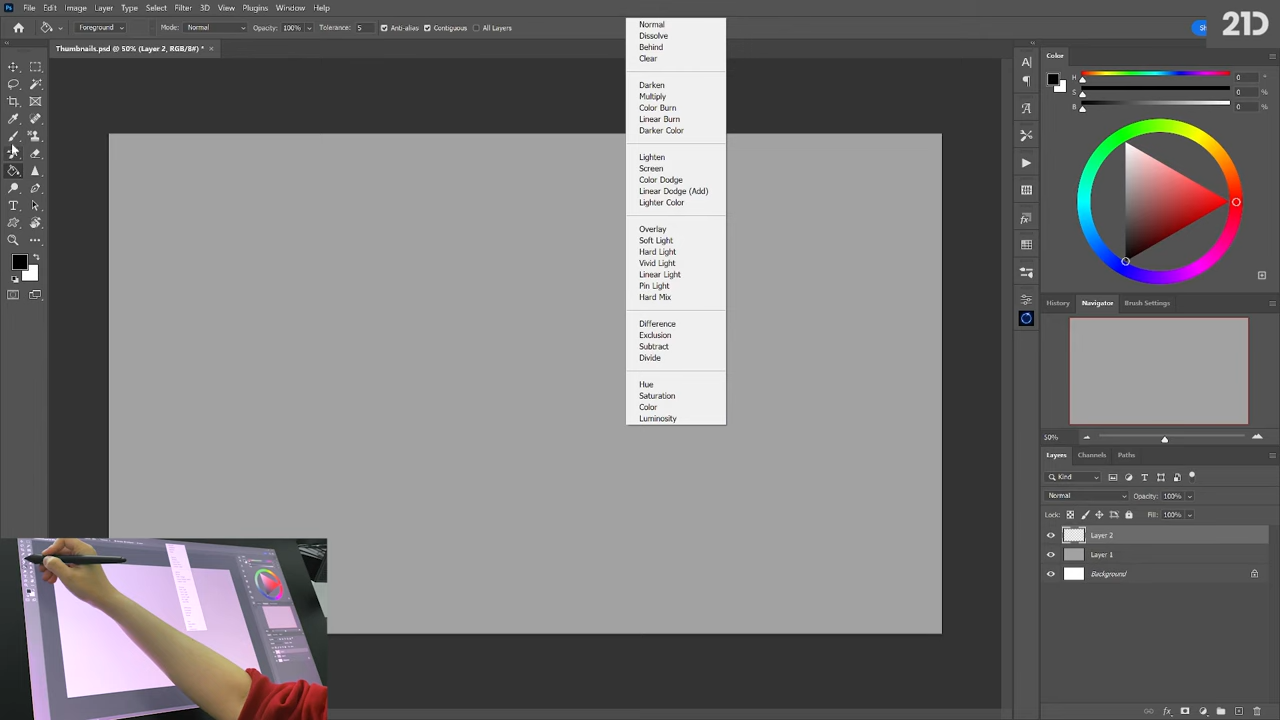 File Edit Image Layer Type Select Filter 3D View Plugins Window Help
21D
Foreground Mode: Normal Opacity: 100% Tolerance: 5 Anti-alias Contiguous All Layers
Thumbnails.psd @ 50% (Layer 2, RGB/8#) * ×
Normal
Dissolve
Behind
Clear
Darken
Multiply
Color Burn
Linear Burn
Darker Color
Lighten
Screen
Color Dodge
Linear Dodge (Add)
Lighter Color
Overlay
Soft Light
Hard Light
Vivid Light
Linear Light
Pin Light
Hard Mix
Difference
Exclusion
Subtract
Divide
Hue
Saturation
Color
Luminosity
Color
H 0 °
S 0 %
B 0 %
History Navigator Brush Settings
50%
Layers Channels Paths
Kind
Normal Opacity: 100%
Lock: Fill: 100%
Layer 2
Layer 1
Background